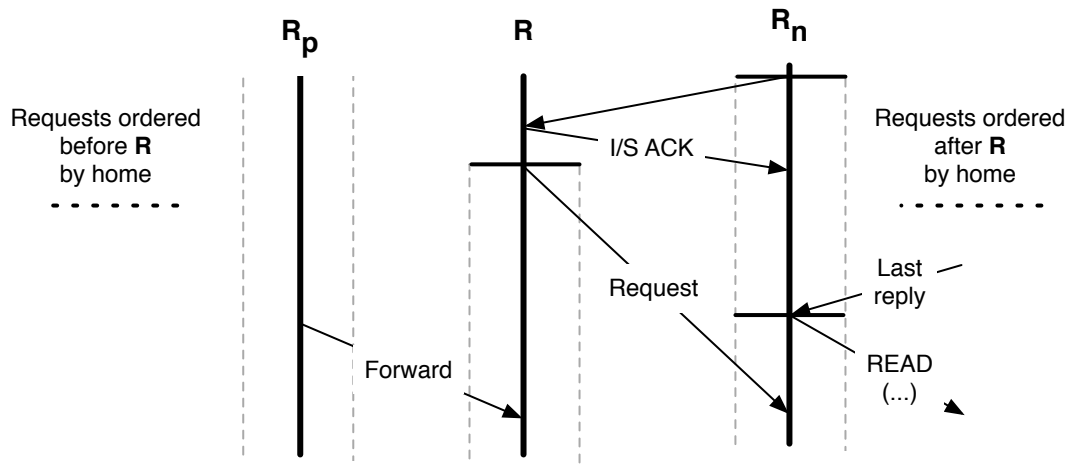 Rp
R
Rn
Requests ordered
before R
by home
I/S ACK
Requests ordered
after R
by home
Request
Last
reply
Forward
READ
(...)